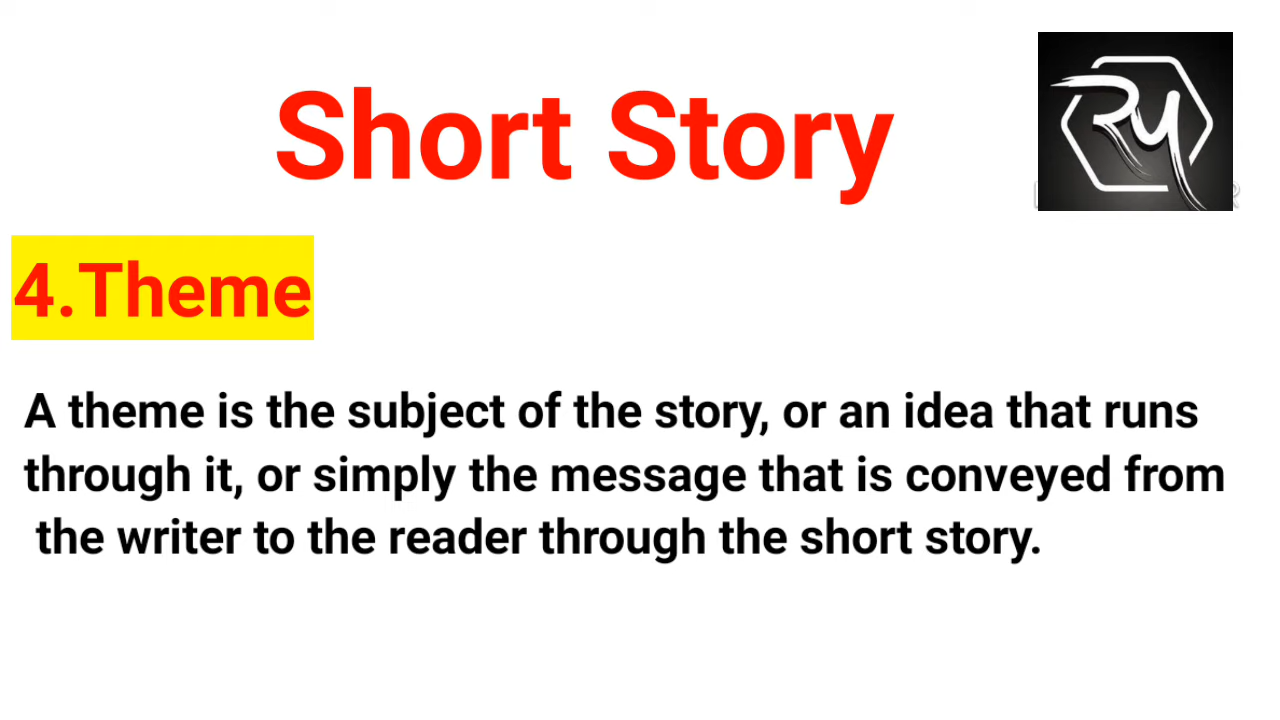 Short Story
RY
4.Theme
A theme is the subject of the story, or an idea that runs
through it, or simply the message that is conveyed from
the writer to the reader through the short story.